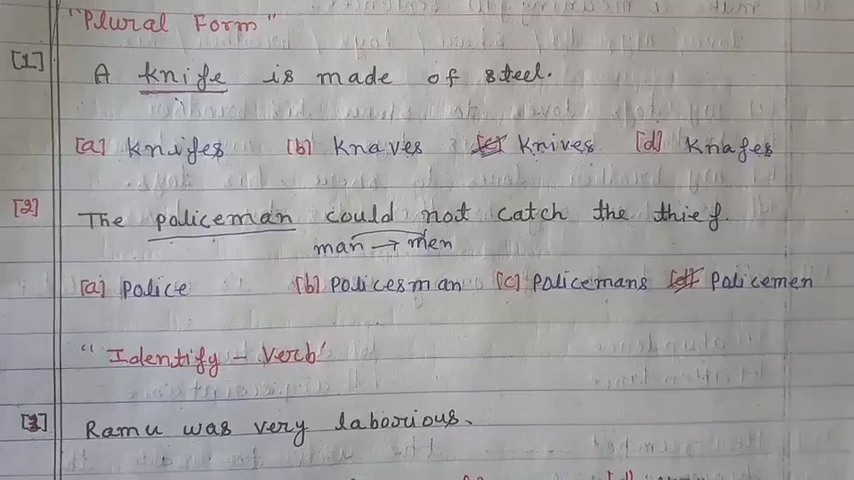 "Plural Form"
[1] A knife is made of steel.
[a] knifes [b] knaves [c] knives [d] knafes
[2] The policeman could not catch the thief.
man → men
[a] police [b] policesman [c] policemans [d] policemen
"Identify - Verb"
[3] Ramu was very laborious.